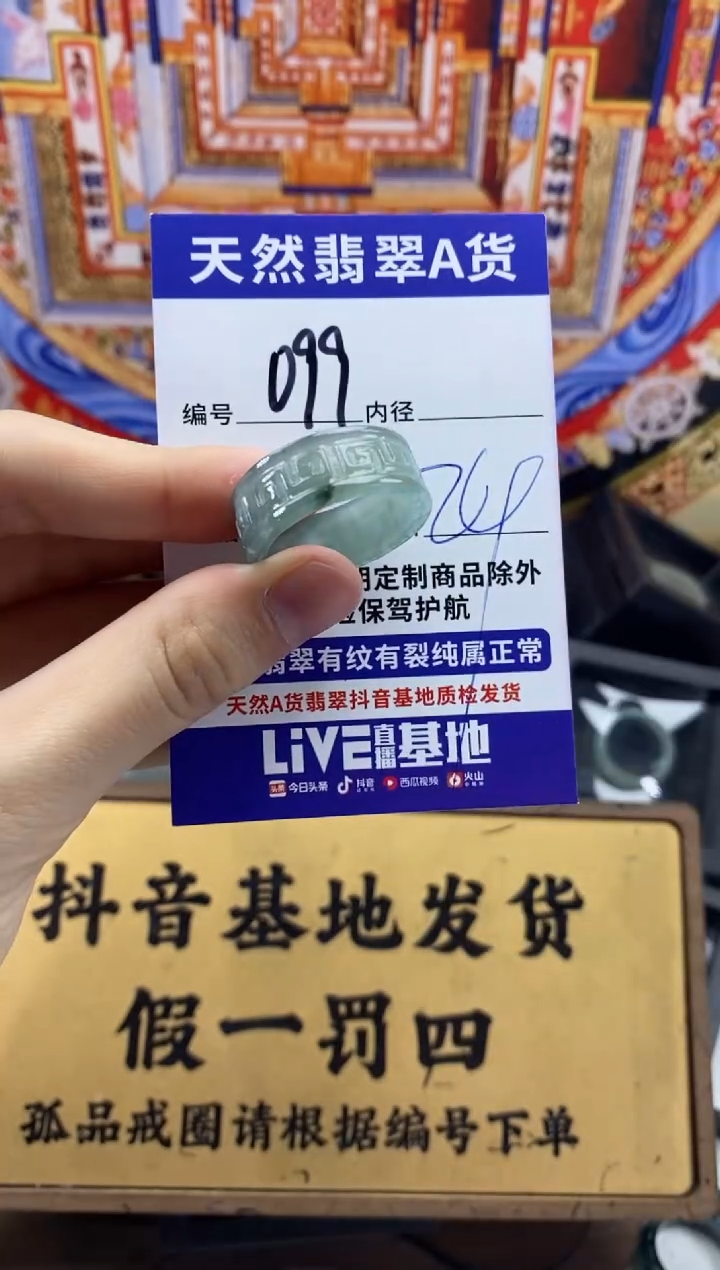 天然翡翠A货
编号 099 内径
定制商品除外
保驾护航
翡翠有纹有裂纯属正常
天然A货翡翠抖音基地质检发货
LiVE直播基地
头条 今日头条 抖音 西瓜视频 火山
抖音基地发货
假一罚四
孤品戒圈请根据编号下单